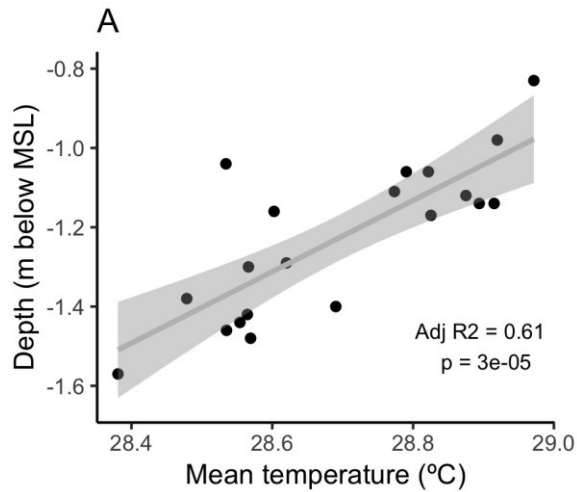 A
Depth (m below MSL)
-0.8
-1.0
-1.2
-1.4
-1.6
Adj R2 = 0.61
p = 3e-05
28.4 28.6 28.8 29.0
Mean temperature (ºC)